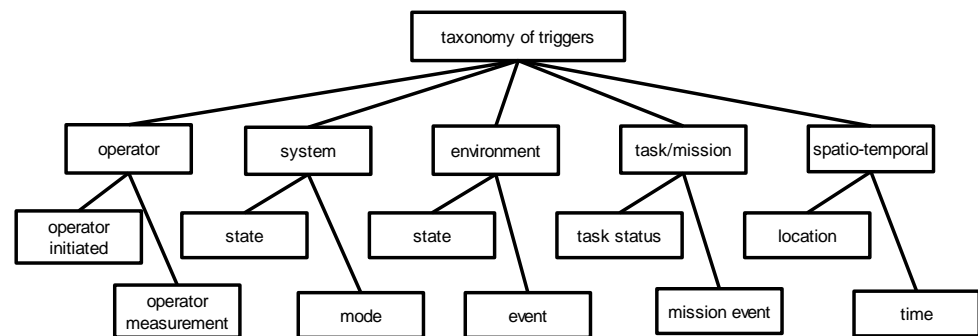 taxonomy of triggers
operator
system
environment
task/mission
spatio-temporal
operator
initiated
state
state
task status
location
operator
measurement
mode
event
mission event
time